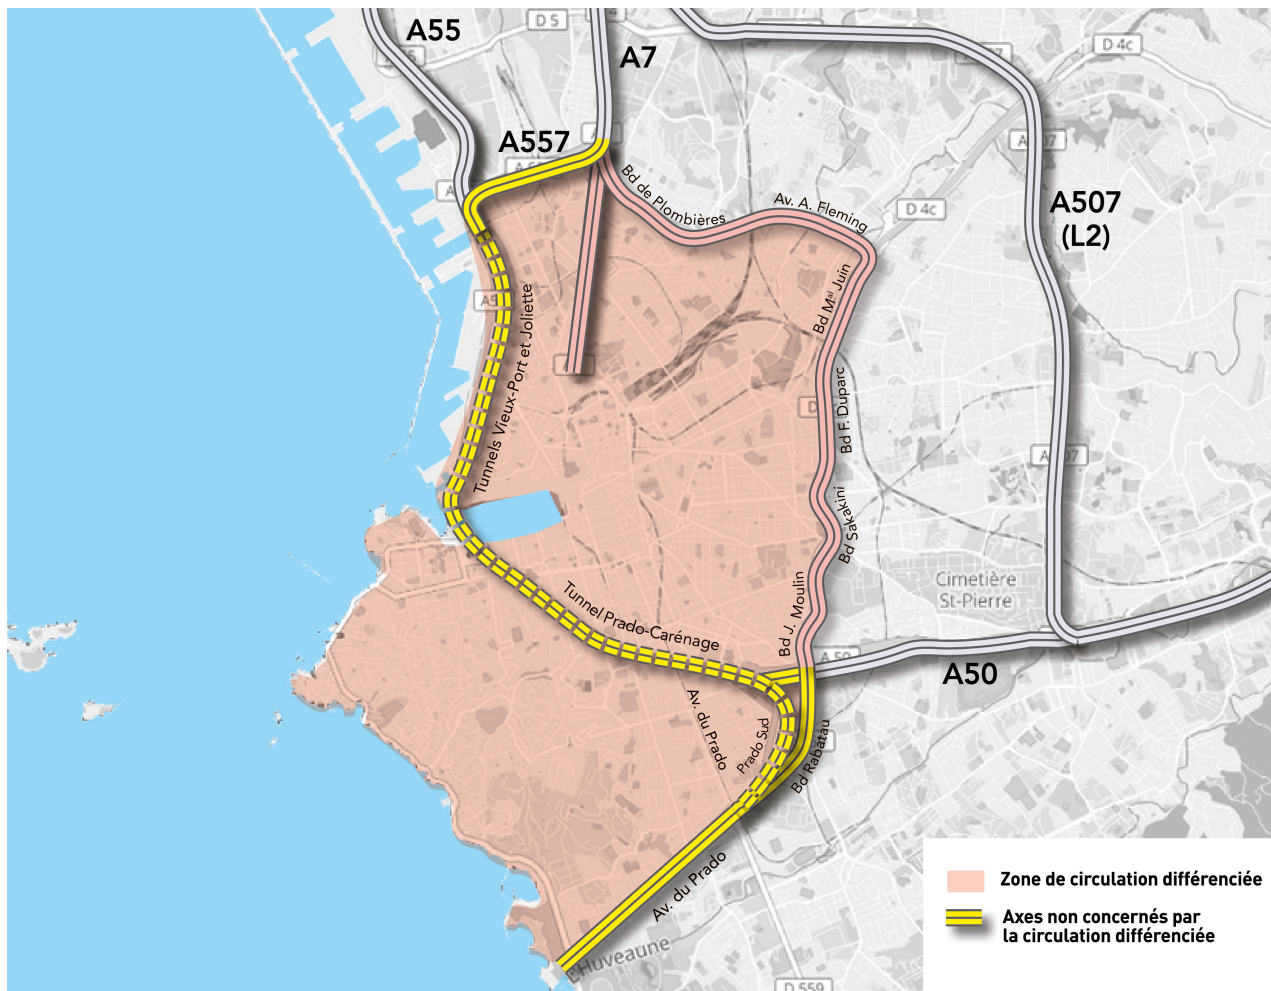 A55
D 5
A7
D 4c
A557
Bd de Plombières
Av. A. Fleming
D 4c
A507
(L2)
Bd Mal Juin
Tunnels Vieux-Port et Joliette
Bd F. Duparc
Bd Sakakini
Cimetière
St-Pierre
Bd J. Moulin
Tunnel Prado-Carénage
A 50
A50
Av. du Prado
Prado Sud
Bd Rabatau
Av. du Prado
Huveaune
D 559
Zone de circulation différenciée
Axes non concernés par
la circulation différenciée